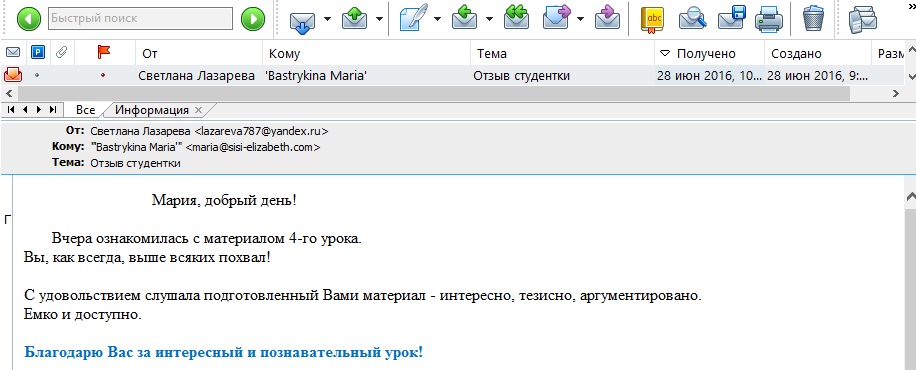 Быстрый поиск
abc
»
От Кому Тема Получено Создано Разм
Светлана Лазарева 'Bastrykina Maria' Отзыв студентки 28 июн 2016, 10... 28 июн 2016, 9:...
Все Информация
От: Светлана Лазарева <lazareva787@yandex.ru>
Кому: "'Bastrykina Maria'" <maria@sisi-elizabeth.com>
Тема: Отзыв студентки
Мария, добрый день!
Г
Вчера ознакомилась с материалом 4-го урока.
Вы, как всегда, выше всяких похвал!
С удовольствием слушала подготовленный Вами материал - интересно, тезисно, аргументировано.
Емко и доступно.
Благодарю Вас за интересный и познавательный урок!